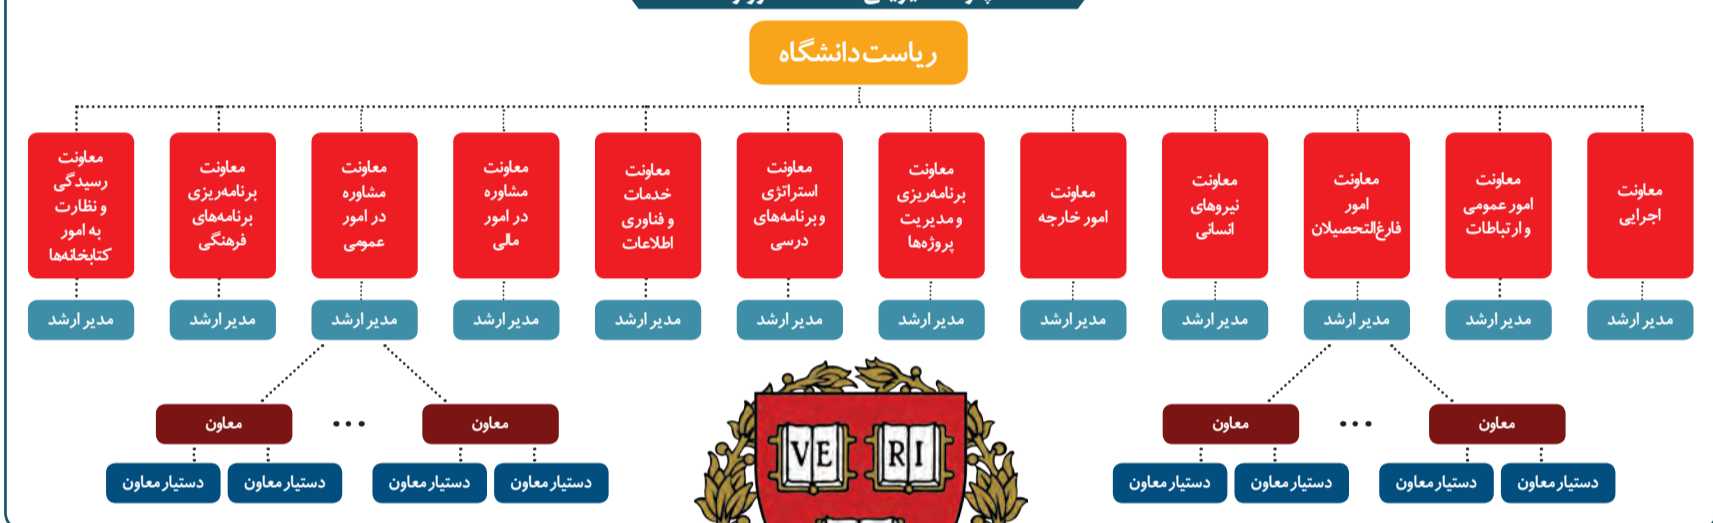 ریاست دانشگاه
معاونت
اجرایی
معاونت
امور عمومی
و ارتباطات
معاونت
امور
فارغ‌التحصیلان
معاونت
نیروهای
انسانی
معاونت
امور خارجه
معاونت
برنامه‌ریزی
و مدیریت
پروژه‌ها
معاونت
استراتژی
و برنامه‌های
درسی
معاونت
خدمات
و فناوری
اطلاعات
معاونت
مشاوره
در امور
مالی
معاونت
مشاوره
در امور
عمومی
معاونت
برنامه‌ریزی
برنامه‌های
فرهنگی
معاونت
رسیدگی
و نظارت
به امور
کتابخانه‌ها
مدیر ارشد
مدیر ارشد
مدیر ارشد
مدیر ارشد
مدیر ارشد
مدیر ارشد
مدیر ارشد
مدیر ارشد
مدیر ارشد
مدیر ارشد
مدیر ارشد
مدیر ارشد
معاون
...
معاون
معاون
...
معاون
دستیار معاون
دستیار معاون
دستیار معاون
دستیار معاون
دستیار معاون
دستیار معاون
دستیار معاون
دستیار معاون
VE RI